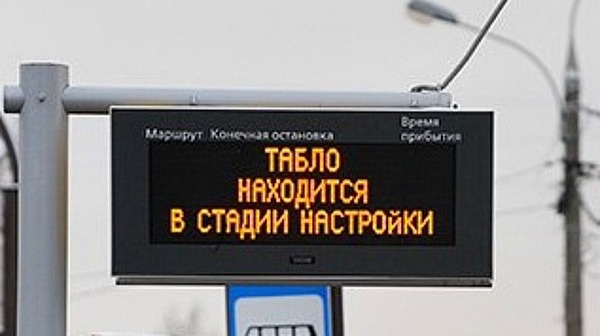 Маршрут Конечная остановка Время прибытия
ТАБЛО
НАХОДИТСЯ
В СТАДИИ НАСТРОйКИ